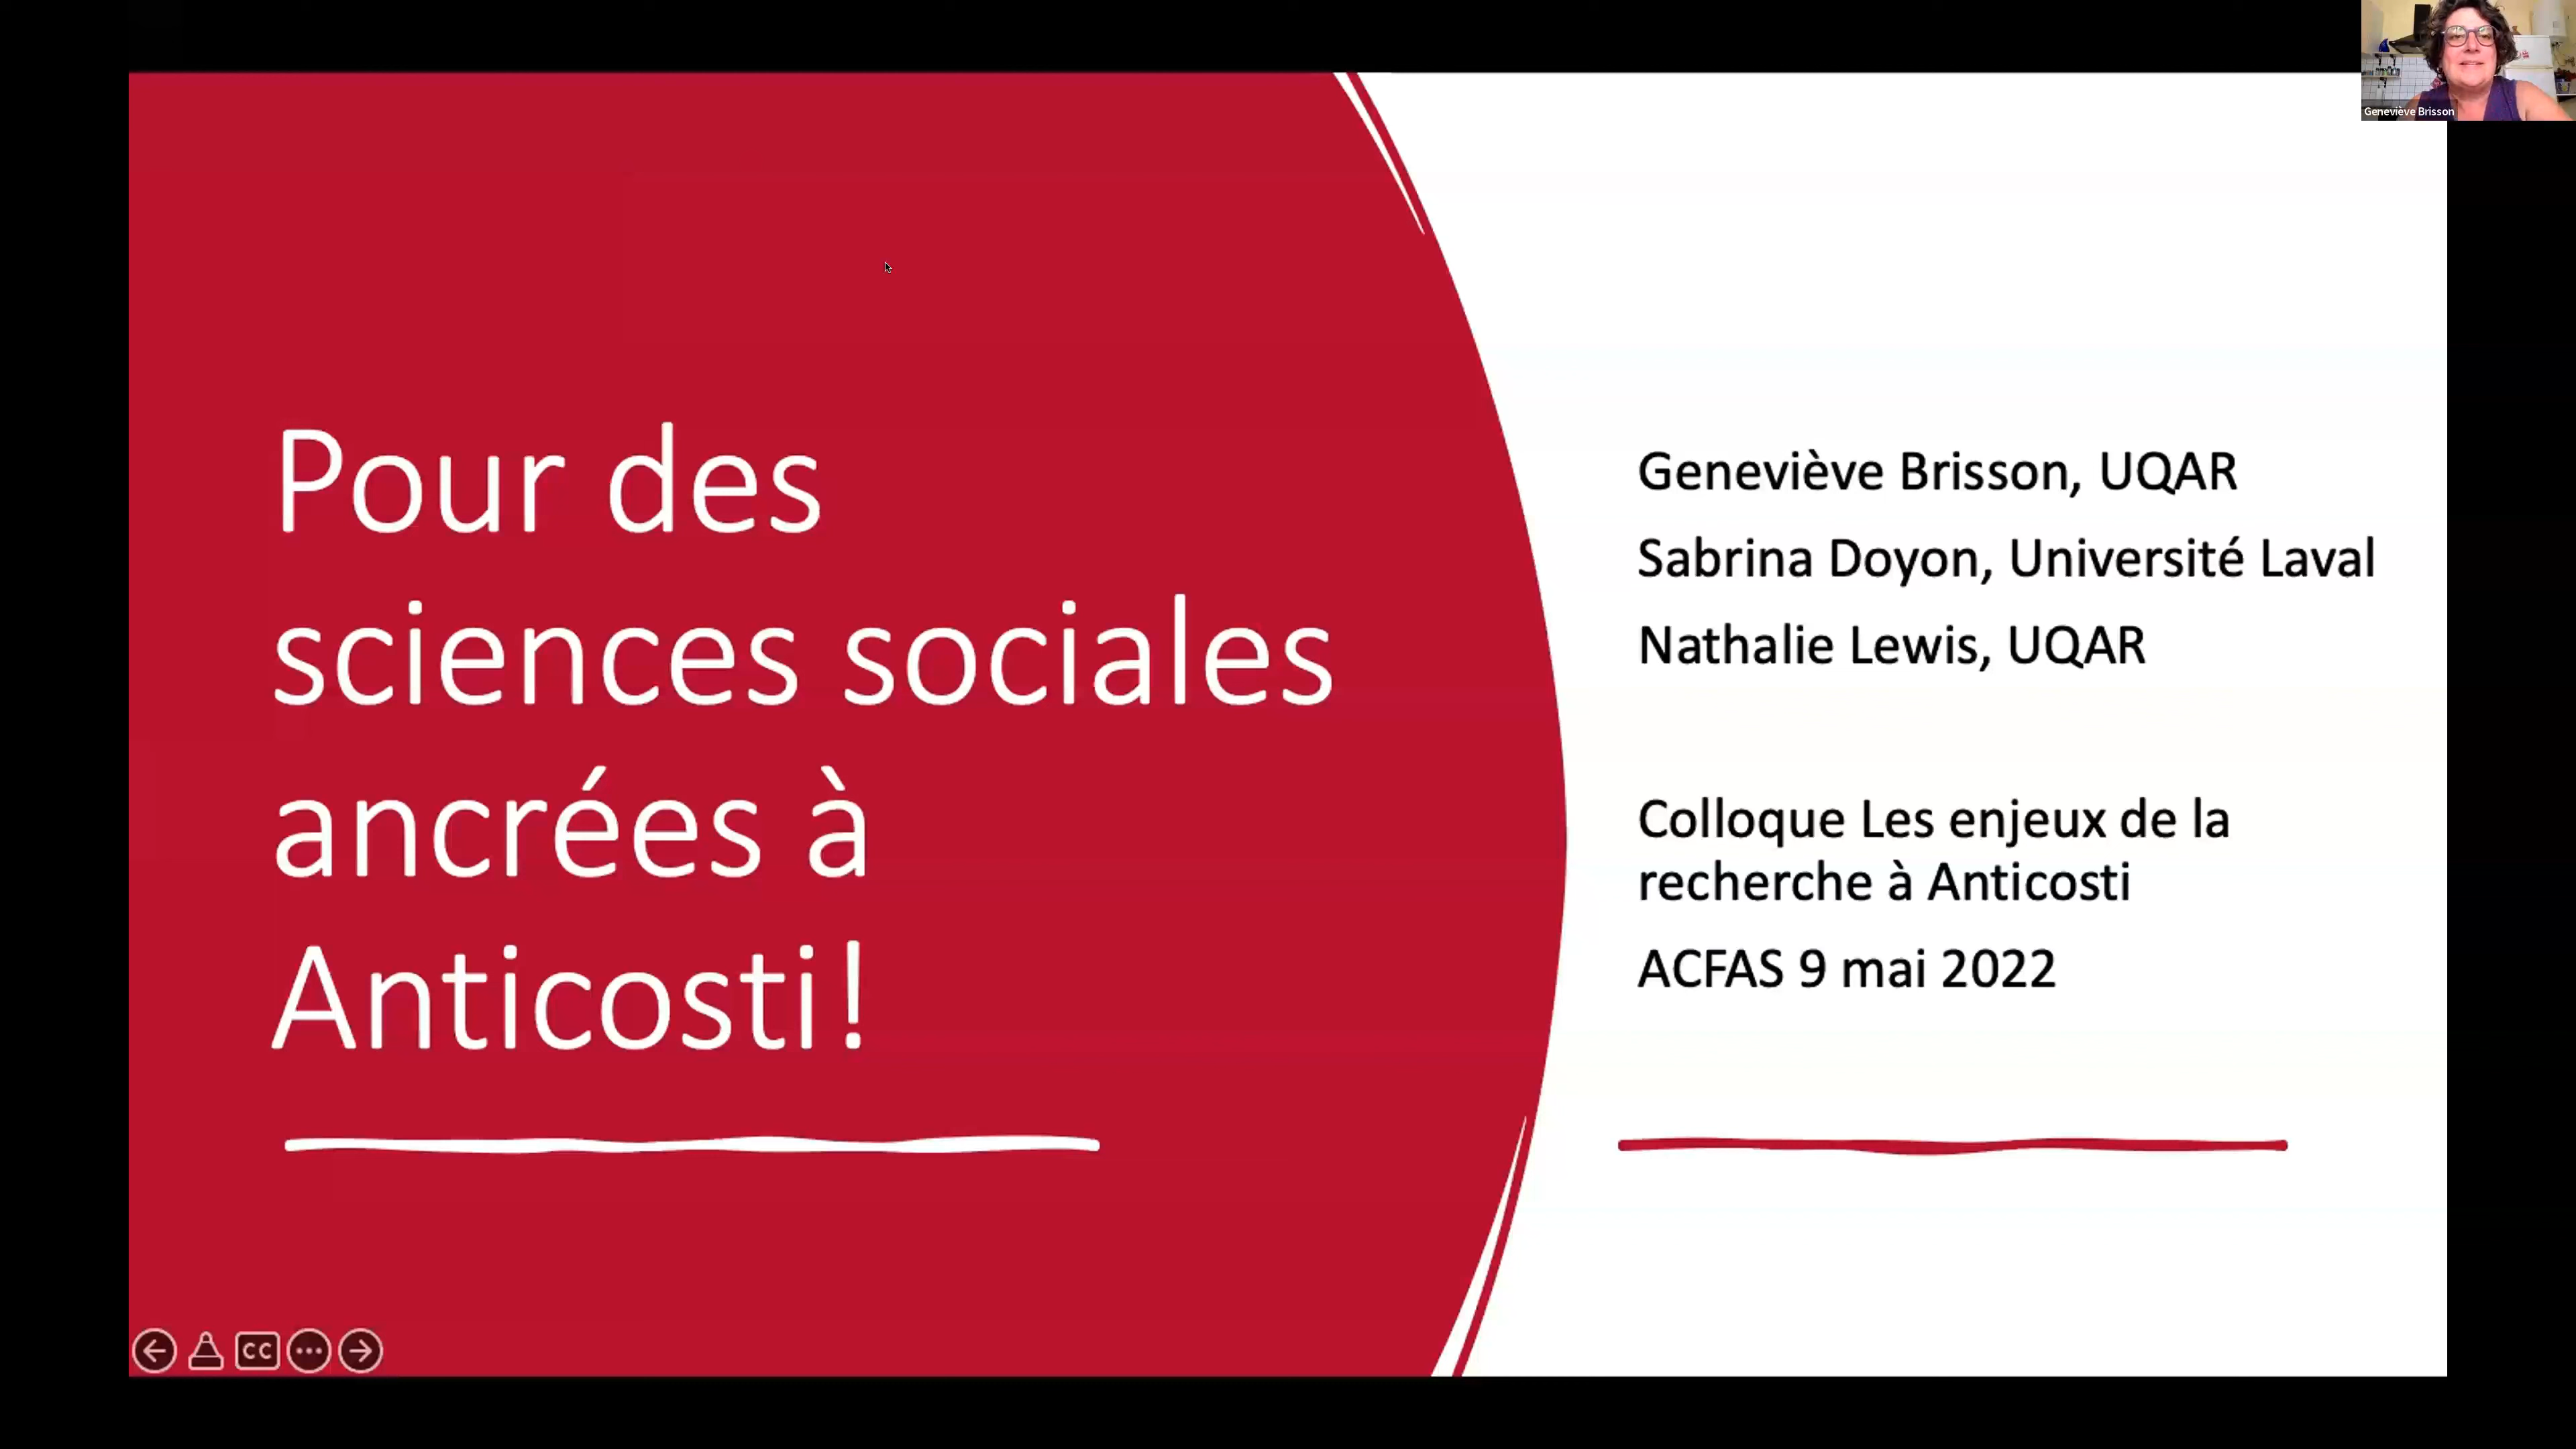 Pour des
sciences sociales
ancrées à
Anticosti!
Geneviève Brisson, UQAR
Sabrina Doyon, Université Laval
Nathalie Lewis, UQAR
Colloque Les enjeux de la
recherche à Anticosti
ACFAS 9 mai 2022
Geneviève Brisson
CC